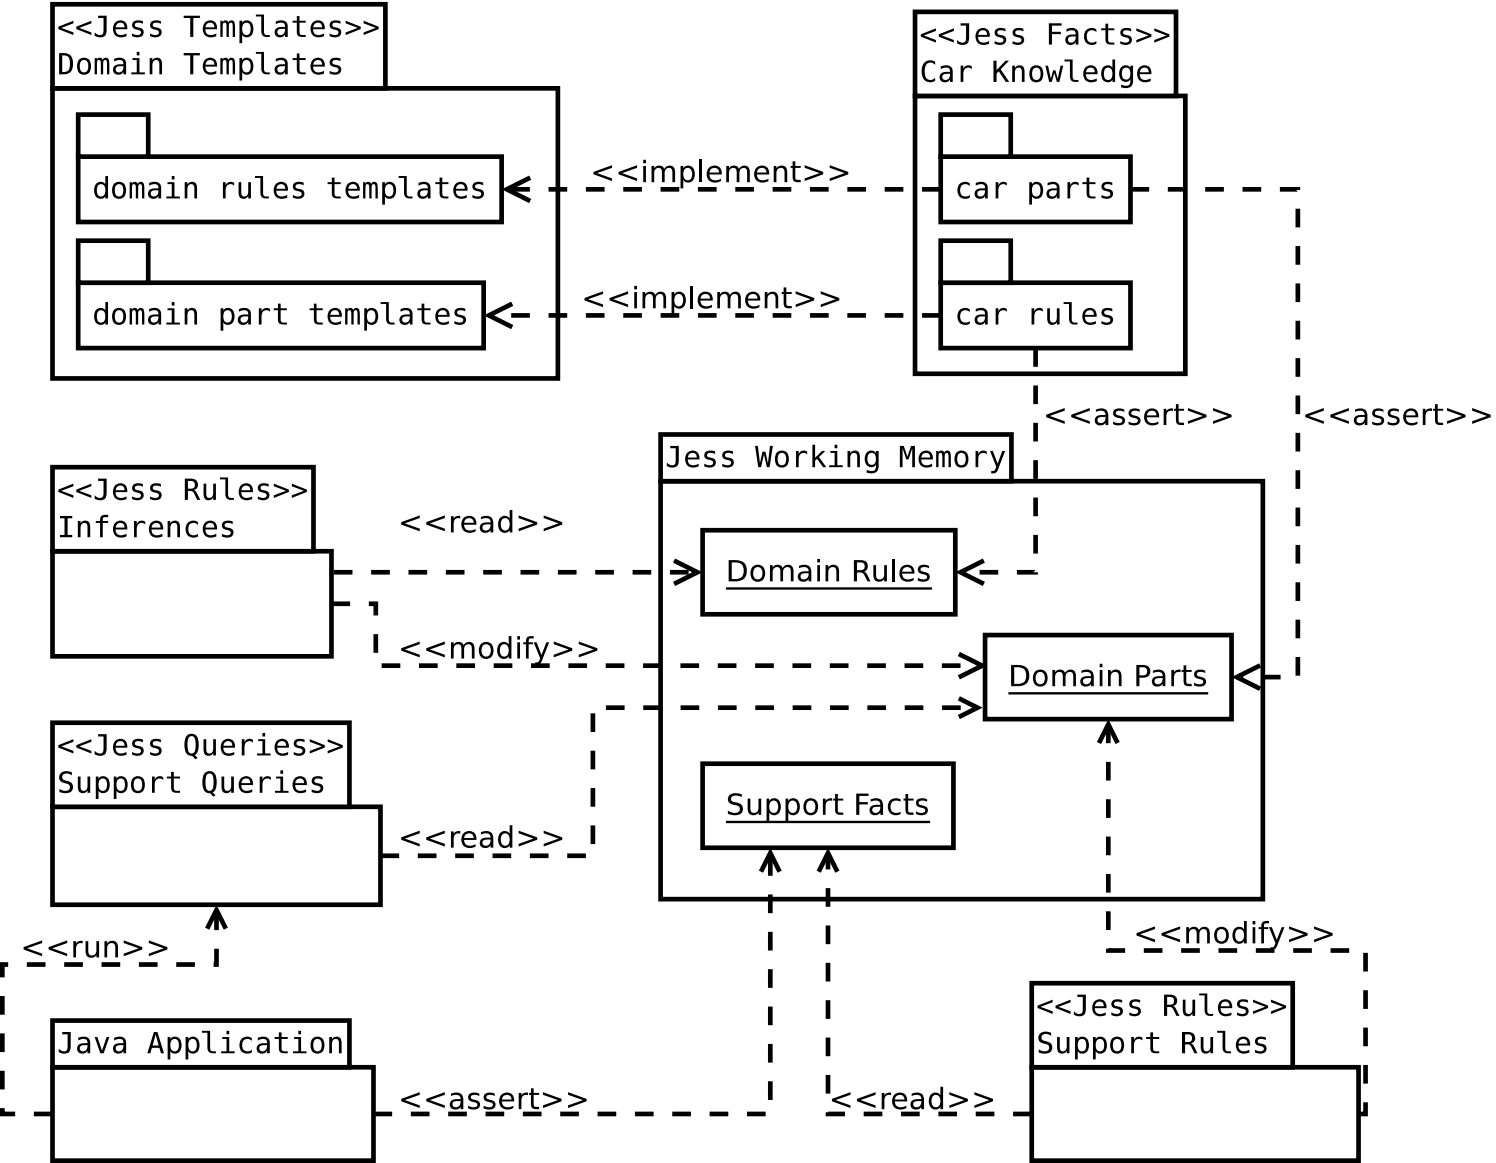 <<Jess Templates>>
Domain Templates
<<Jess Facts>>
Car Knowledge
<<implement>>
domain rules templates
car parts
<<implement>>
domain part templates
car rules
<<assert>>
<<assert>>
Jess Working Memory
<<Jess Rules>>
Inferences
<<read>>
Domain Rules
<<modify>>
Domain Parts
<<Jess Queries>>
Support Queries
Support Facts
<<read>>
<<run>>
<<modify>>
<<Jess Rules>>
Support Rules
Java Application
<<assert>>
<<read>>